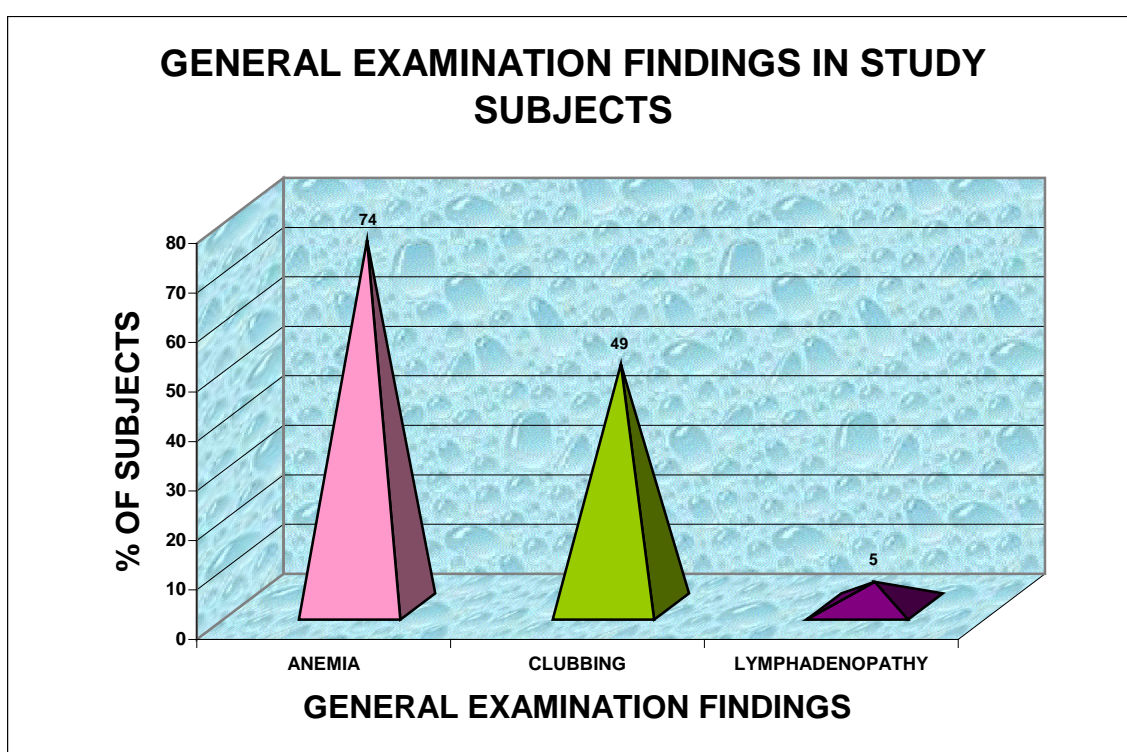 GENERAL EXAMINATION FINDINGS IN STUDY
SUBJECTS
% OF SUBJECTS
80
70
60
50
40
30
20
10
0
74
49
5
ANEMIA
CLUBBING
LYMPHADENOPATHY
GENERAL EXAMINATION FINDINGS